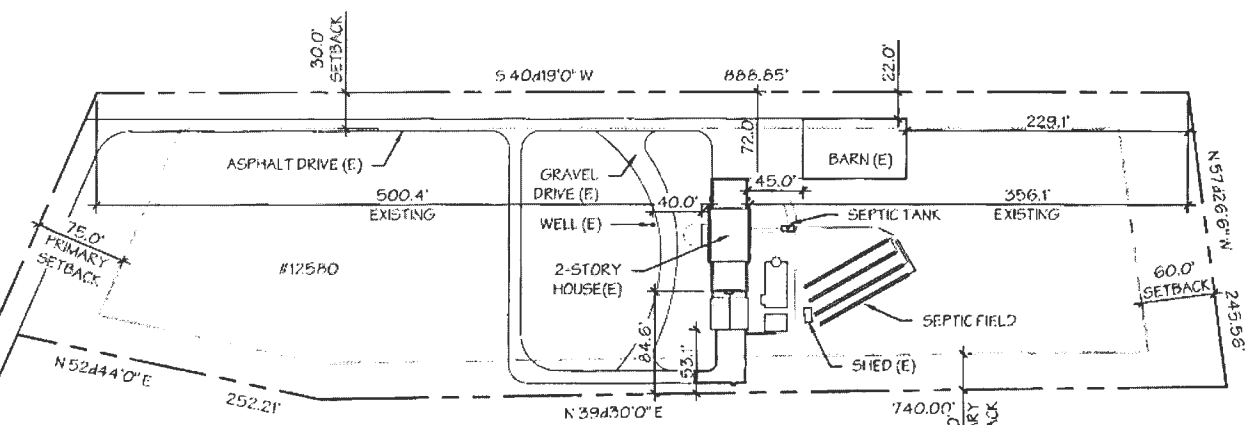 30.0'
SETBACK
S 40d19'0" W
888.85'
22.0'
72.0'
229.1'
ASPHALT DRIVE (E)
GRAVEL
DRIVE (E)
BARN (E)
N 57d26'6" W
45.0'
500.4'
EXISTING
40.0'
356.1'
EXISTING
WELL (E)
SEPTIC TANK
75.0'
PRIMARY
SETBACK
#12580
2-STORY
HOUSE(E)
60.0'
SETBACK
245.58'
SEPTIC FIELD
84.6'
53.1'
SHED (E)
N 52d44'0" E
252.21'
N 39d30'0" E
740.00'